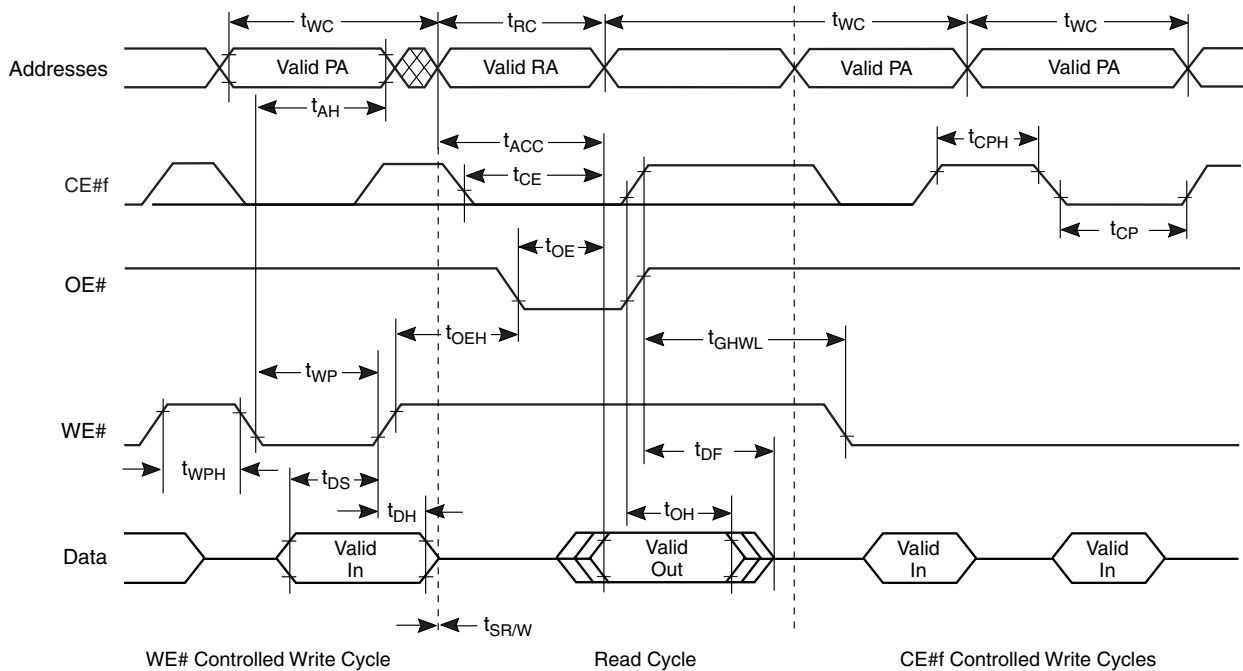 tWC tRC tWC tWC
Addresses Valid PA Valid RA Valid PA Valid PA
tAH
tACC tCPH
CE#f tCE
tCP
tOE
OE#
tOEH tGHWL
tWP
WE#
tDF
tWPH tDS
tDH tOH
Data Valid In Valid Out Valid In Valid In
tSR/W
WE# Controlled Write Cycle Read Cycle CE#f Controlled Write Cycles